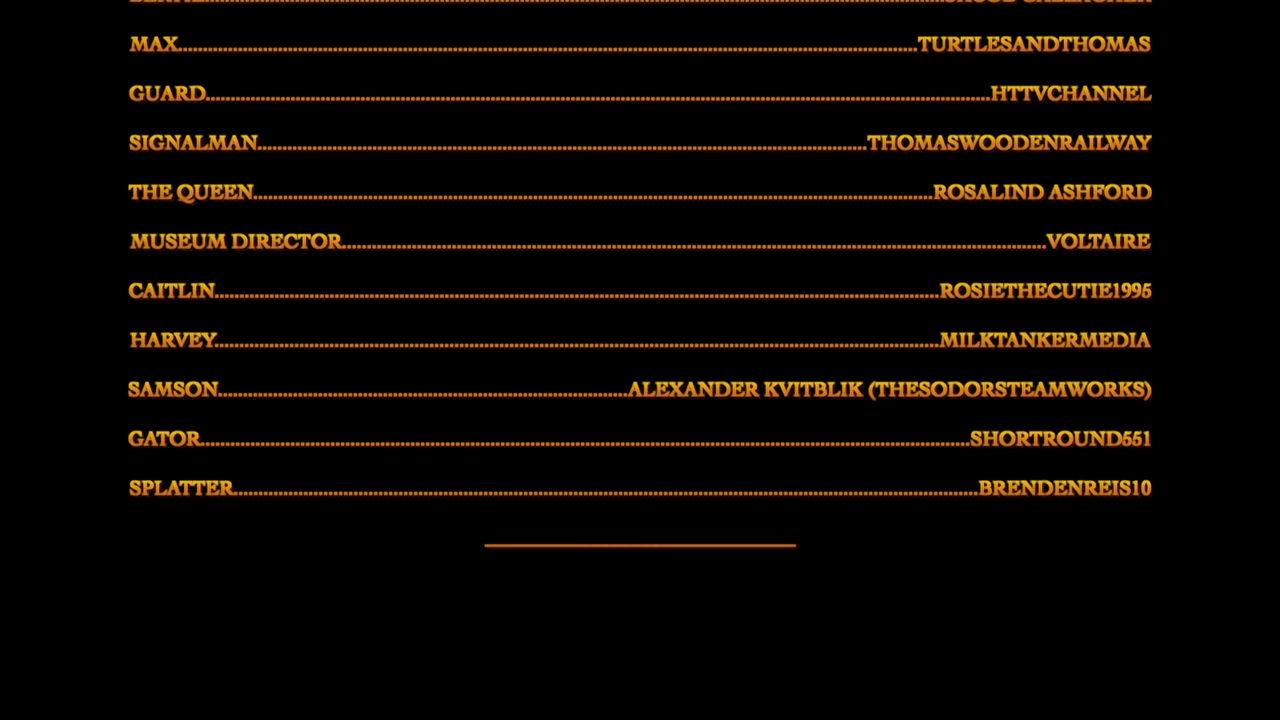 MAX TURTLESANDTHOMAS
GUARD HTTVCHANNEL
SIGNALMAN THOMASWOODENRAILWAY
THE QUEEN ROSALIND ASHFORD
MUSEUM DIRECTOR VOLTAIRE
CAITLIN ROSIETHECUTIE1995
HARVEY MILKTANKERMEDIA
SAMSON ALEXANDER KVITBLIK (THESODORSTEAMWORKS)
GATOR SHORTROUND551
SPLATTER BRENDENREIS10